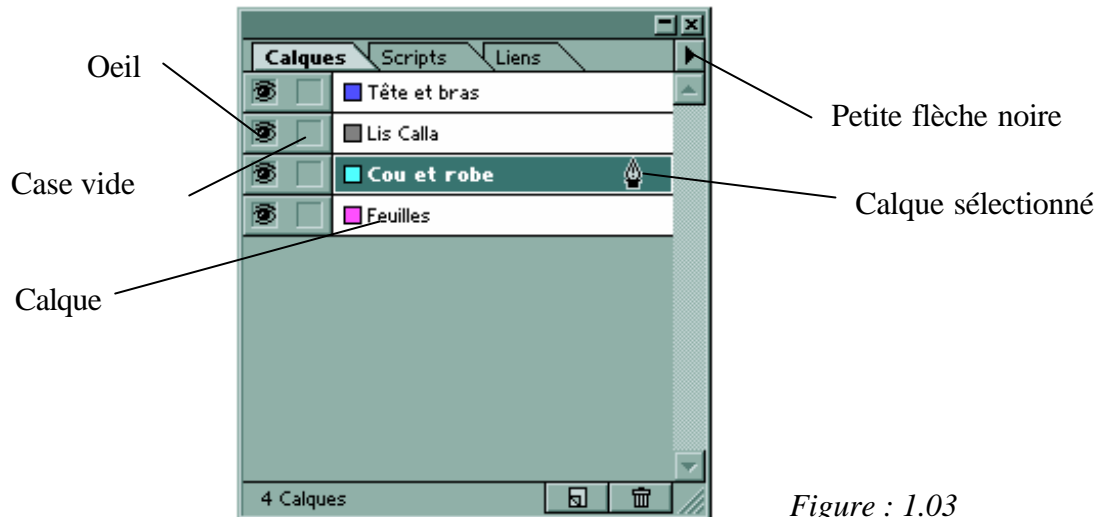 Calques Scripts Liens
Oeil
Tête et bras
Petite flèche noire
Lis Calla
Case vide
Cou et robe
Calque sélectionné
Feuilles
Calque
4 Calques
Figure : 1.03